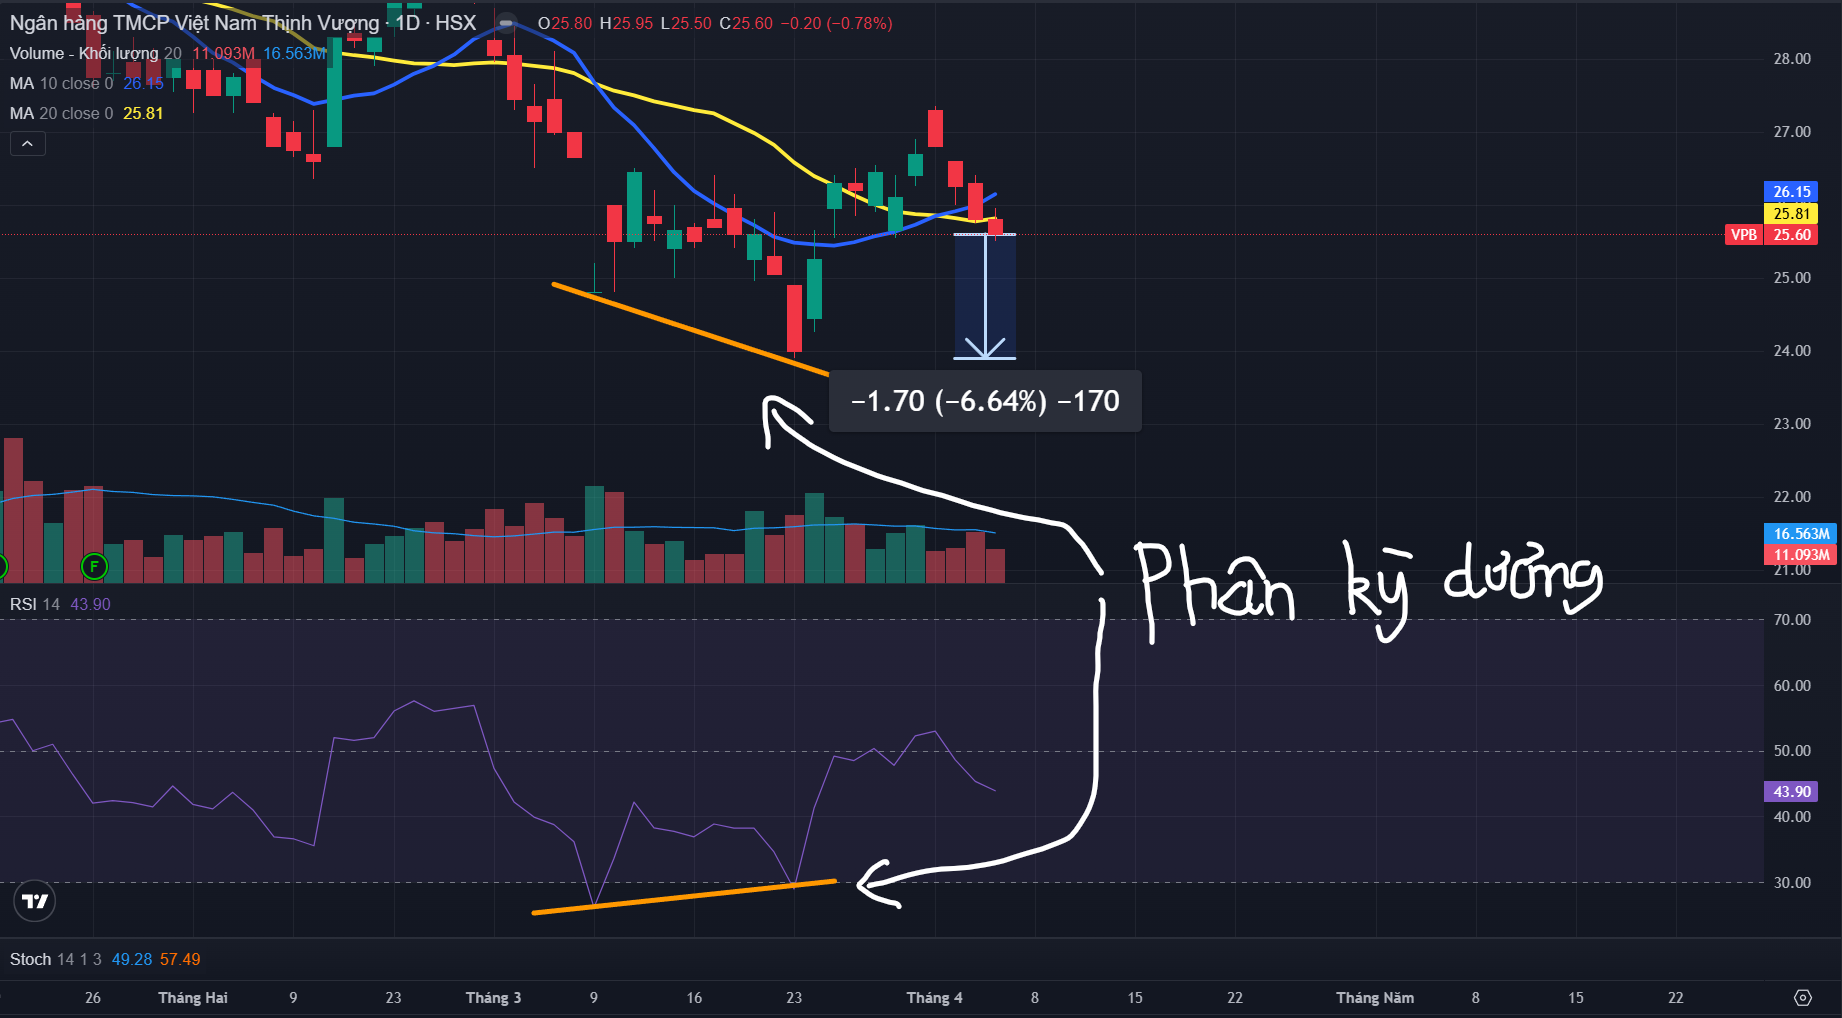 Ngân hàng TMCP Việt Nam Thịnh Vượng · 1D · HSX O25.80 H25.95 L25.50 C25.60 −0.20 (−0.78%)
Volume - Khối lượng 20 11.093M 16.563M
MA 10 close 0 26.15
MA 20 close 0 25.81
28.00
27.00
26.15
25.81
VPB 25.60
25.00
24.00
23.00
22.00
16.563M
11.093M
21.00
−1.70 (−6.64%) −170
F
Phân kỳ dưỡng
RSI 14 43.90
70.00
60.00
50.00
43.90
40.00
30.00
Stoch 14 1 3 49.28 57.49
26 Tháng Hai 9 23 Tháng 3 9 16 23 Tháng 4 8 15 22 Tháng Năm 8 15 22